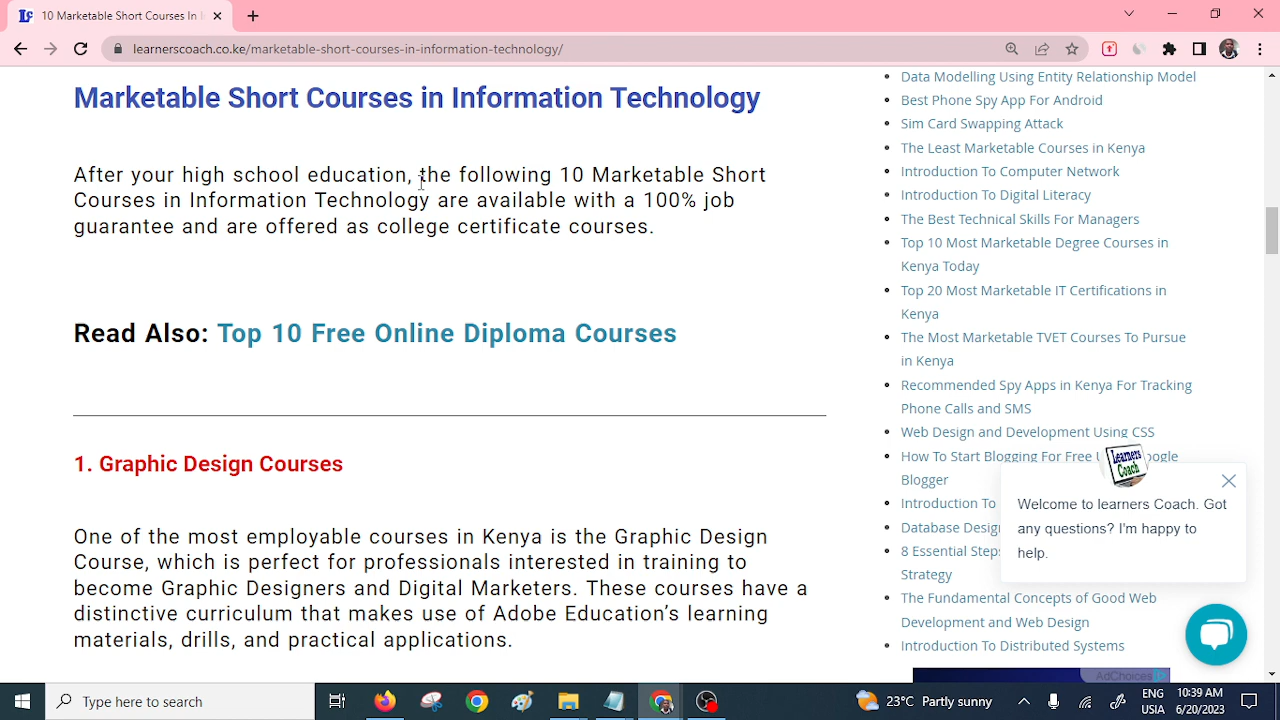 10 Marketable Short Courses In
learnerscoach.co.ke/marketable-short-courses-in-information-technology/
Marketable Short Courses in Information Technology
After your high school education, the following 10 Marketable Short
Courses in Information Technology are available with a 100% job
guarantee and are offered as college certificate courses.
Read Also: Top 10 Free Online Diploma Courses
1. Graphic Design Courses
One of the most employable courses in Kenya is the Graphic Design
Course, which is perfect for professionals interested in training to
become Graphic Designers and Digital Marketers. These courses have a
distinctive curriculum that makes use of Adobe Education's learning
materials, drills, and practical applications.
Data Modelling Using Entity Relationship Model
Best Phone Spy App For Android
Sim Card Swapping Attack
The Least Marketable Courses in Kenya
Introduction To Computer Network
Introduction To Digital Literacy
The Best Technical Skills For Managers
Top 10 Most Marketable Degree Courses in
Kenya Today
Top 20 Most Marketable IT Certifications in
Kenya
The Most Marketable TVET Courses To Pursue
in Kenya
Recommended Spy Apps in Kenya For Tracking
Phone Calls and SMS
Web Design and Development Using CSS
How To Start Blogging For Free Google
Blogger
Introduction To
Database Design
8 Essential Steps
Strategy
The Fundamental Concepts of Good Web
Development and Web Design
Introduction To Distributed Systems
Learners
Coach
Welcome to learners Coach. Got
any questions? I'm happy to
help.
AdChoices
Type here to search
23°C Partly sunny
ENG
USA
10:39 AM
6/20/2023